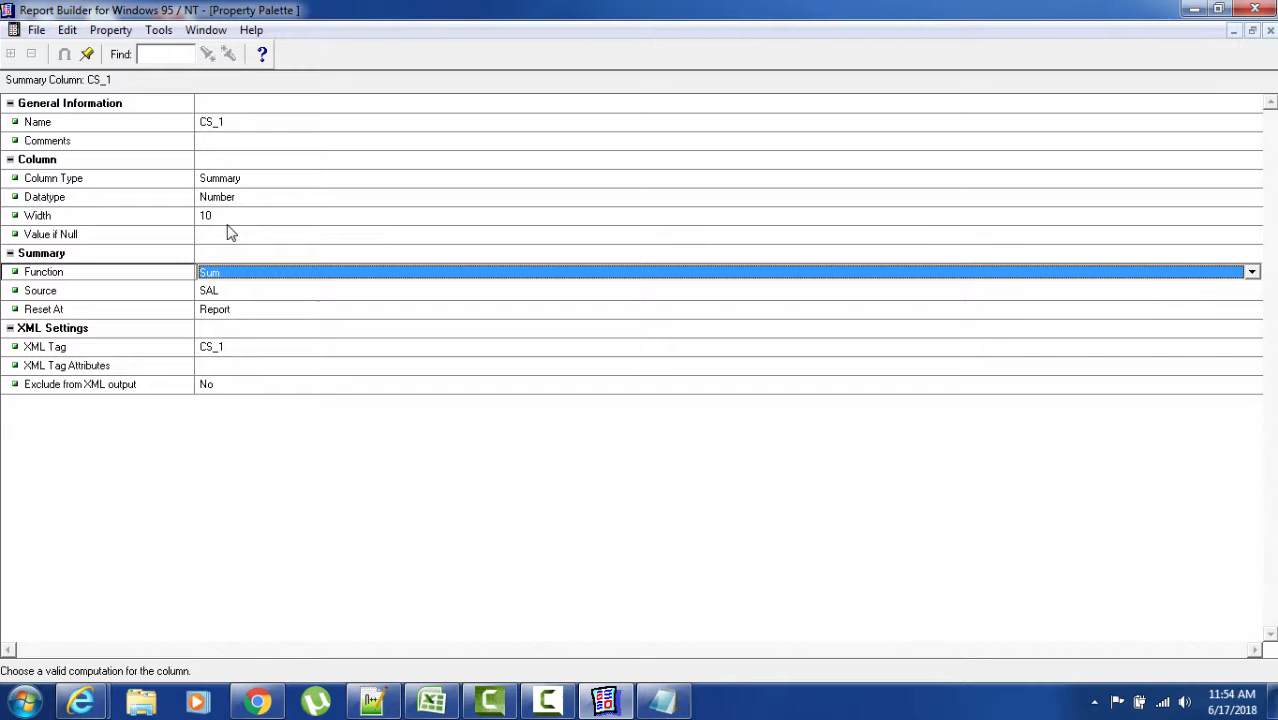 Report Builder for Windows 95 / NT - [Property Palette ]
File Edit Property Tools Window Help
Find:
Summary Column: CS_1
General Information
Name CS_1
Comments
Column
Column Type Summary
Datatype Number
Width 10
Value if Null
Summary
Function Sum
Source SAL
Reset At Report
XML Settings
XML Tag CS_1
XML Tag Attributes
Exclude from XML output No
Choose a valid computation for the column.
11:54 AM
6/17/2018